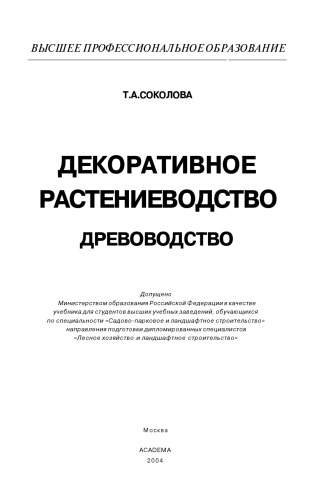 ВЫСШЕЕ ПРОФЕССИОНАЛЬНОЕ ОБРАЗОВАНИЕ
Т.А.СОКОЛОВА
ДЕКОРАТИВНОЕ
РАСТЕНИЕВОДСТВО
ДРЕВОВОДСТВО
Допущено
Министерством образования Российской Федерации в качестве
учебника для студентов высших учебных заведений, обучающихся
по специальности «Садово-парковое и ландшафтное строительство»
направления подготовки дипломированных специалистов
«Лесное хозяйство и ландшафтное строительство»
Москва
ACADEMA
2004